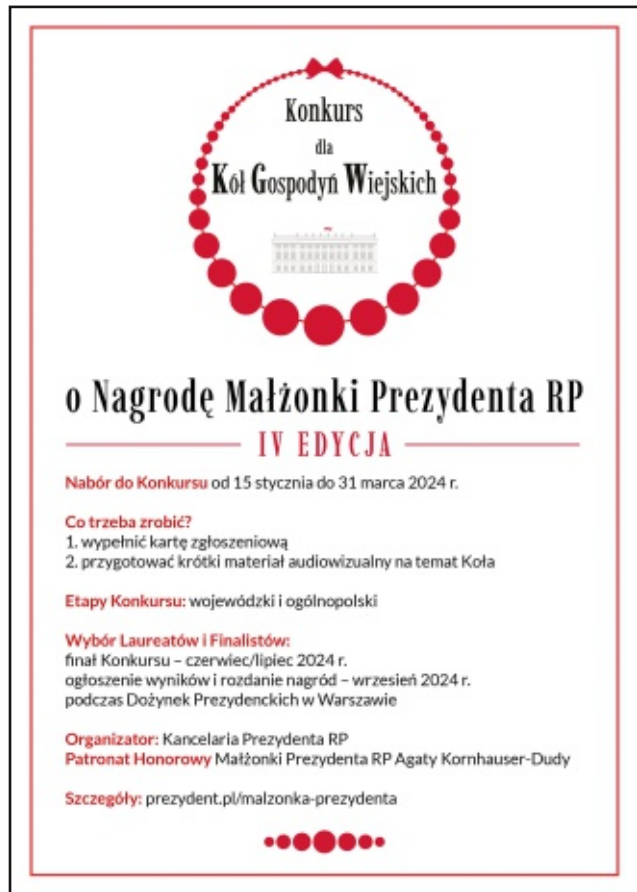 Konkurs
dla
Kół Gospodyń Wiejskich
o Nagrodę Małżonki Prezydenta RP
IV EDYCJA
Nabór do Konkursu od 15 stycznia do 31 marca 2024 r.
Co trzeba zrobić?
1. wypełnić kartę zgłoszeniową
2. przygotować krótki materiał audiowizualny na temat Koła
Etapy Konkursu: wojewódzki i ogólnopolski
Wybór Laureatów i Finalistów:
finał Konkursu – czerwiec/lipiec 2024 r.
ogłoszenie wyników i rozdanie nagród – wrzesień 2024 r.
podczas Dożynek Prezydenckich w Warszawie
Organizator: Kancelaria Prezydenta RP
Patronat Honorowy Małżonki Prezydenta RP Agaty Kornhauser-Dudy
Szczegóły: prezydent.pl/malzonka-prezydenta